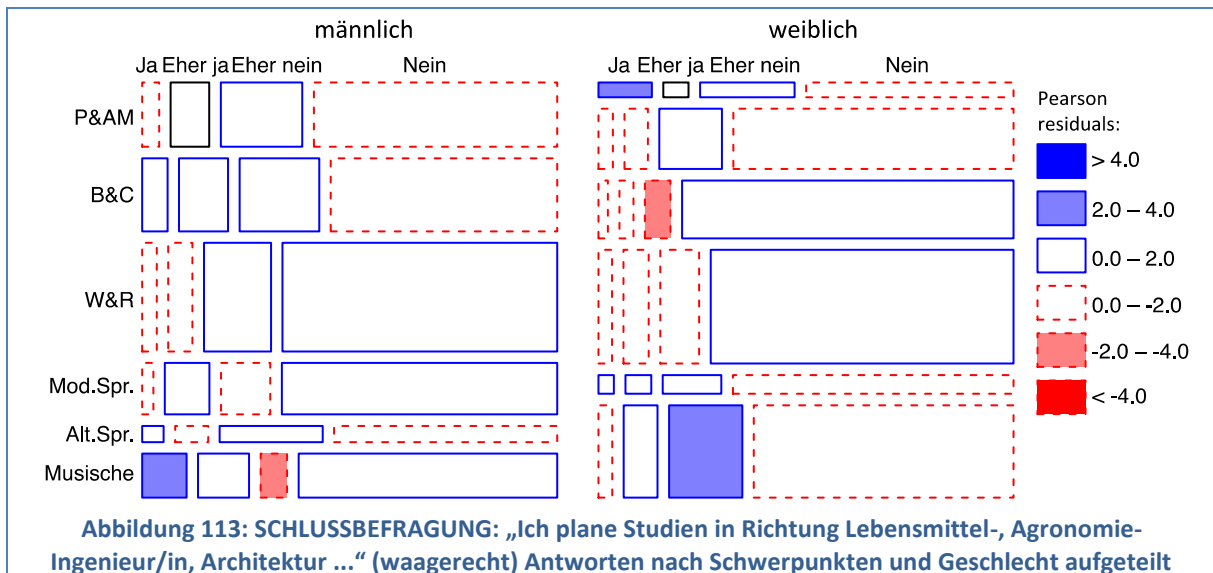 männlich
weiblich
Ja Eher ja Eher nein Nein
Ja Eher ja Eher nein Nein
P&AM
B&C
W&R
Mod.Spr.
Alt.Spr.
Musische
Pearson
residuals:
> 4.0
2.0 – 4.0
0.0 – 2.0
0.0 – -2.0
-2.0 – -4.0
< -4.0
Abbildung 113: SCHLUSSBEFRAGUNG: „Ich plane Studien in Richtung Lebensmittel-, Agronomie-
Ingenieur/in, Architektur ...“ (waagerecht) Antworten nach Schwerpunkten und Geschlecht aufgeteilt